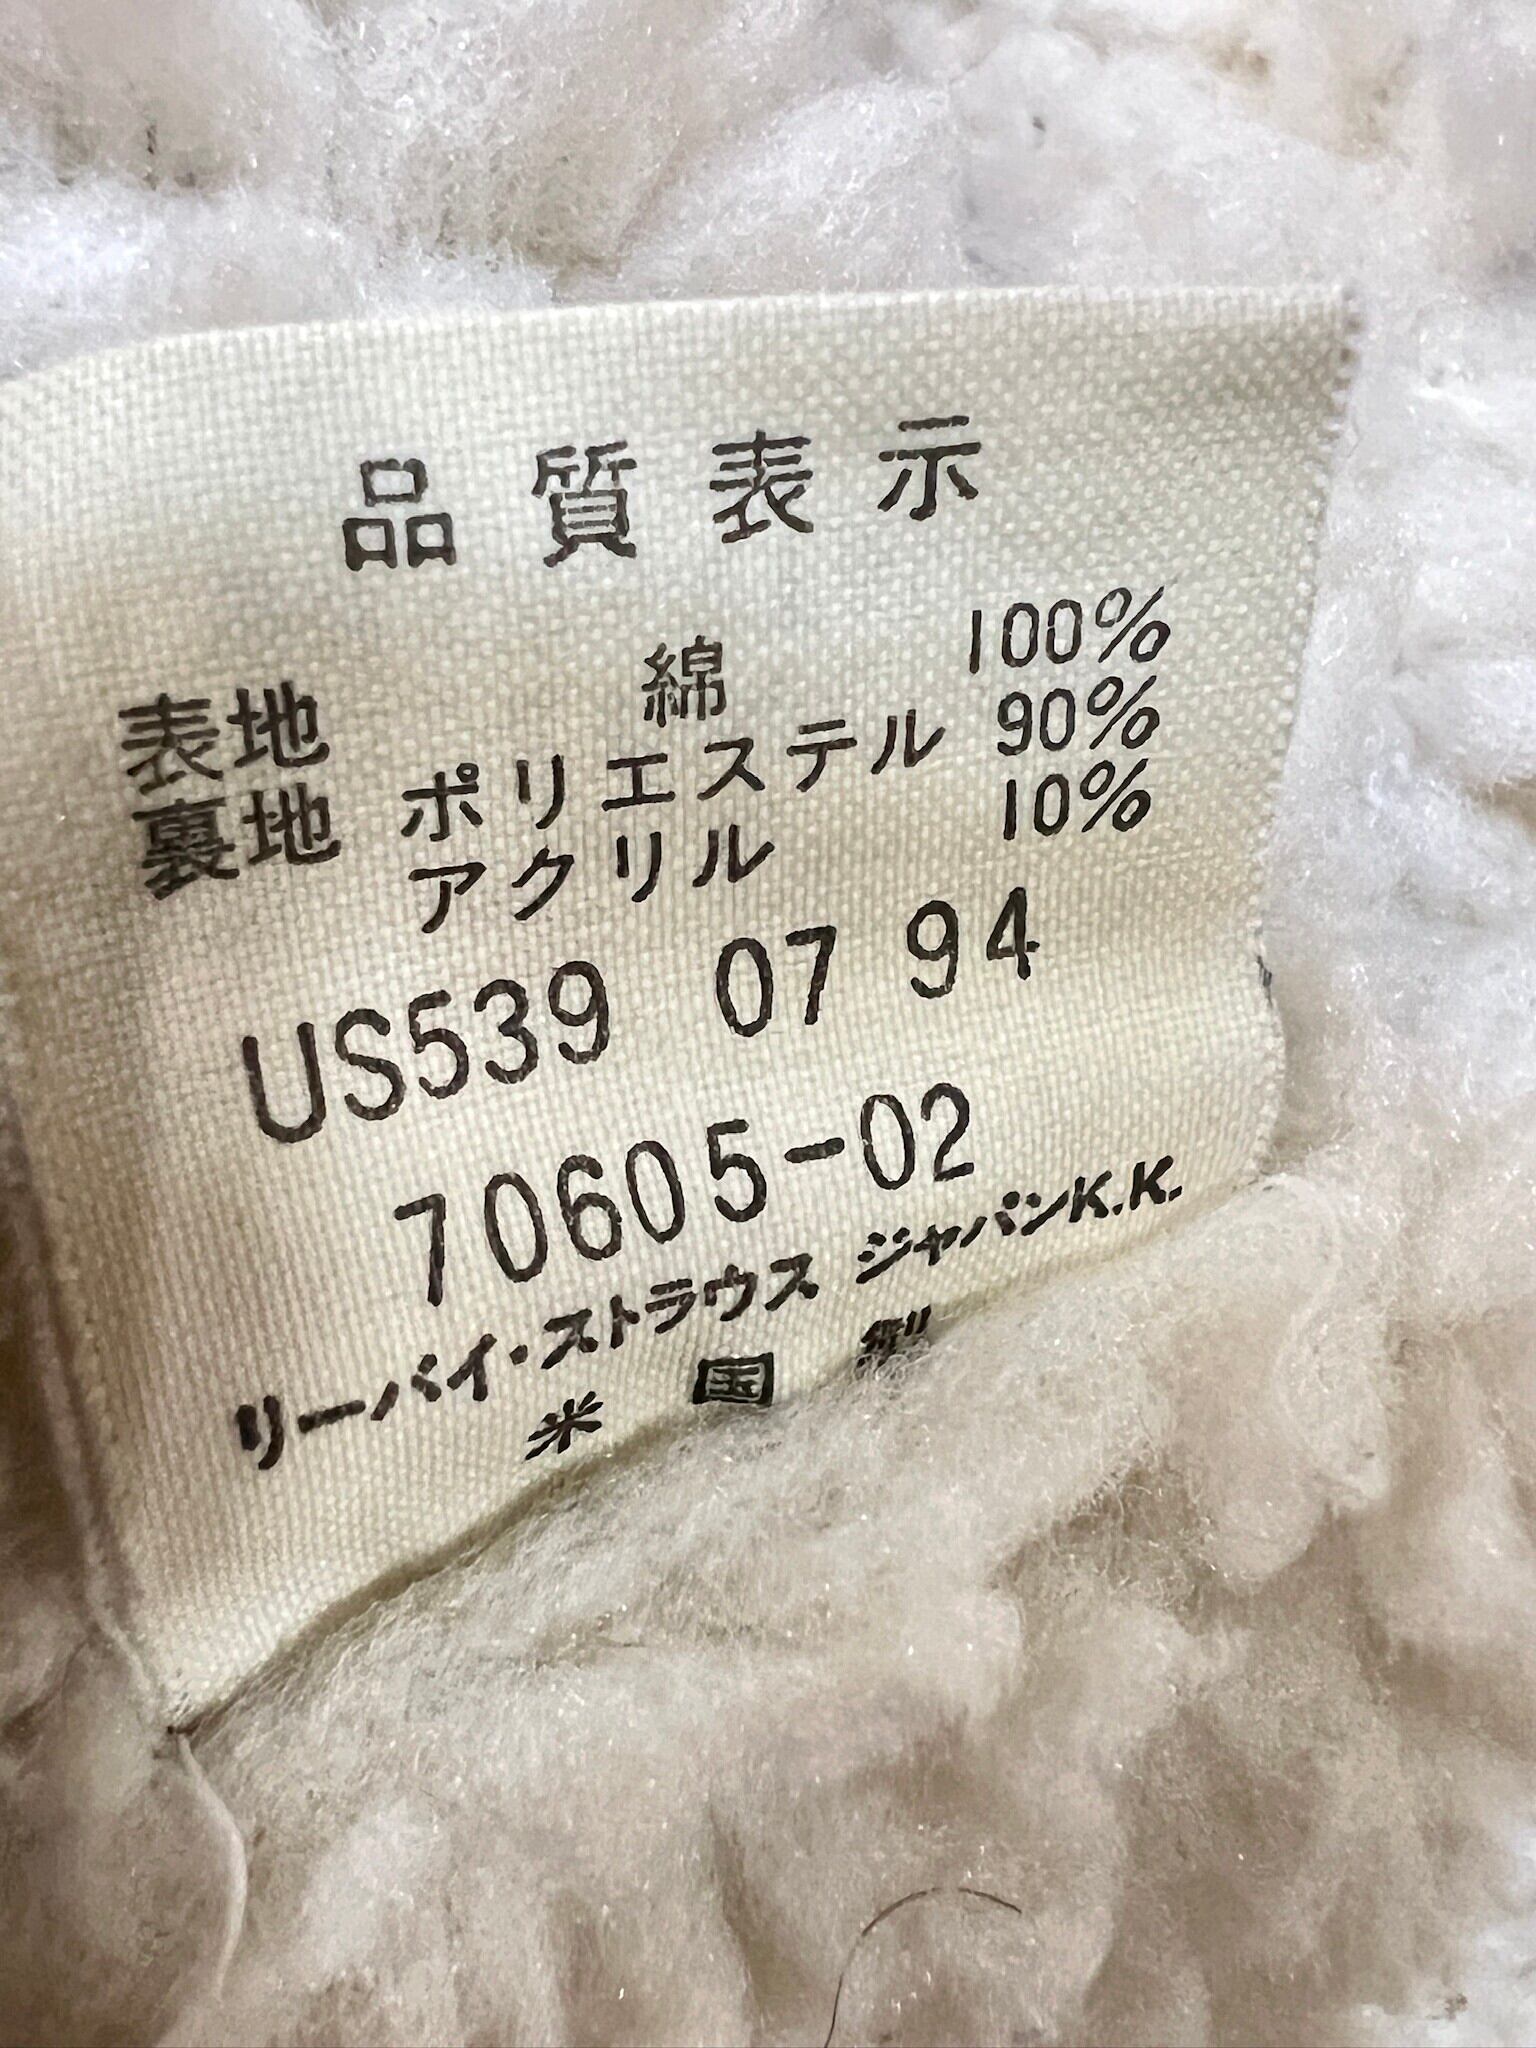 品質表示
表地 綿 100%
裏地 ポリエステル 90%
アクリル 10%
US539 07 94
70605-02
リーバイ・ストラウス ジャパンK.K.
米国製